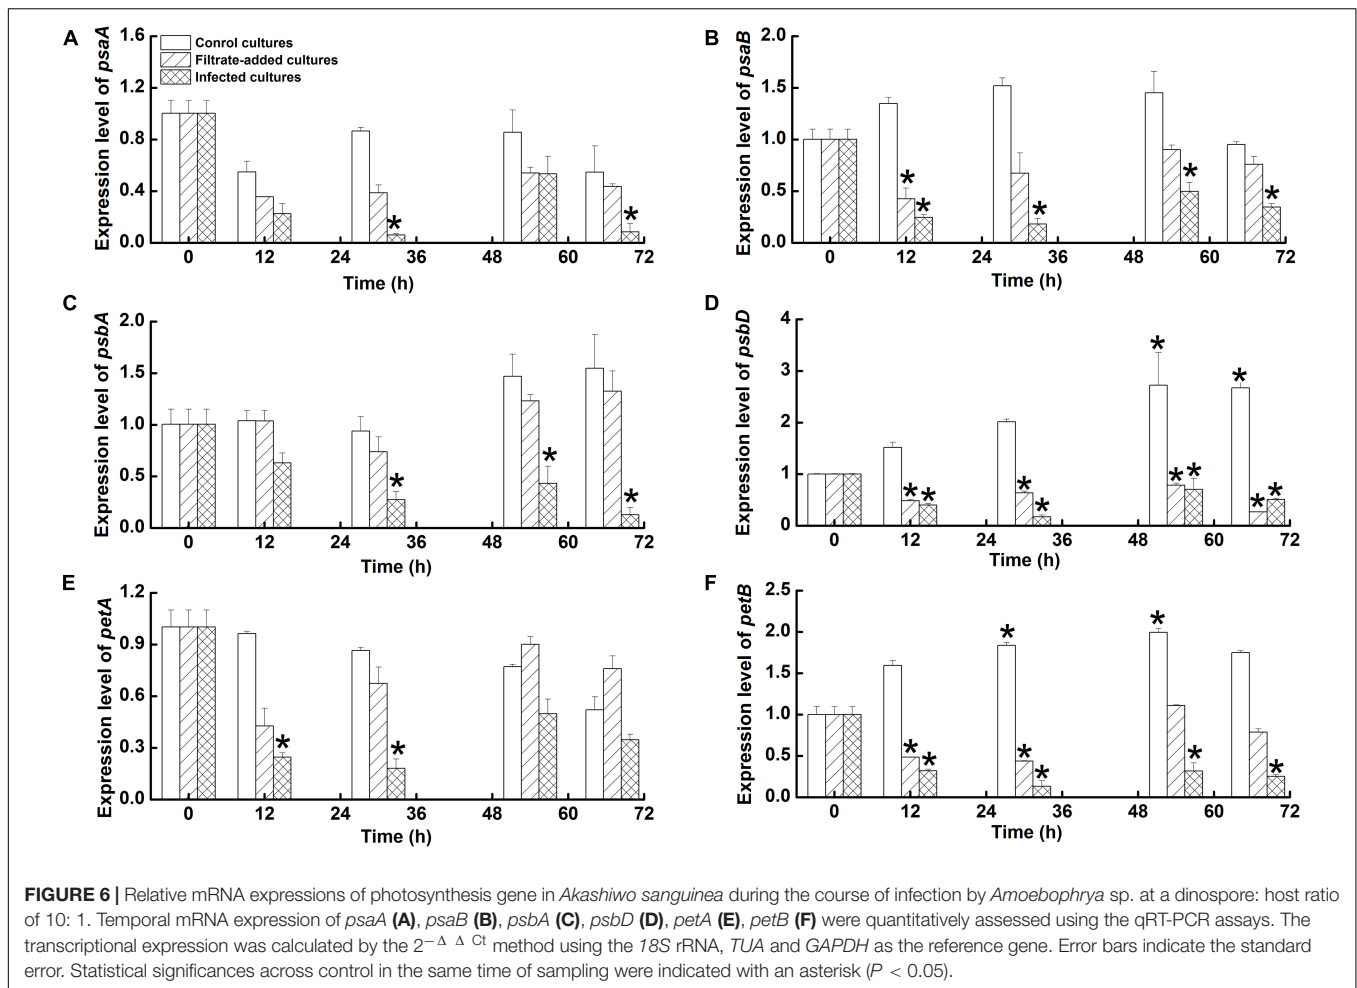 A
Expression level of psaA
1.6
1.2
0.8
0.4
0.0
Conrol cultures
Filtrate-added cultures
Infected cultures
*
*
0 12 24 36 48 60 72
Time (h)
B
Expression level of psaB
2.0
1.5
1.0
0.5
0.0
*
*
*
*
*
0 12 24 36 48 60 72
Time (h)
C
Expression level of psbA
2.0
1.5
1.0
0.5
0.0
*
*
*
0 12 24 36 48 60 72
Time (h)
D
Expression level of psbD
4
3
2
1
0
*
*
*
*
*
*
*
*
*
*
0 12 24 36 48 60 72
Time (h)
E
Expression level of petA
1.2
0.9
0.6
0.3
0.0
*
*
0 12 24 36 48 60 72
Time (h)
F
Expression level of petB
2.5
2.0
1.5
1.0
0.5
0.0
*
*
*
*
*
*
*
*
0 12 24 36 48 60 72
Time (h)
FIGURE 6 | Relative mRNA expressions of photosynthesis gene in Akashiwo sanguinea during the course of infection by Amoebophrya sp. at a dinospore: host ratio
of 10: 1. Temporal mRNA expression of psaA (A), psaB (B), psbA (C), psbD (D), petA (E), petB (F) were quantitatively assessed using the qRT-PCR assays. The
transcriptional expression was calculated by the 2−Δ Δ Ct method using the 18S rRNA, TUA and GAPDH as the reference gene. Error bars indicate the standard
error. Statistical significances across control in the same time of sampling were indicated with an asterisk (P < 0.05).